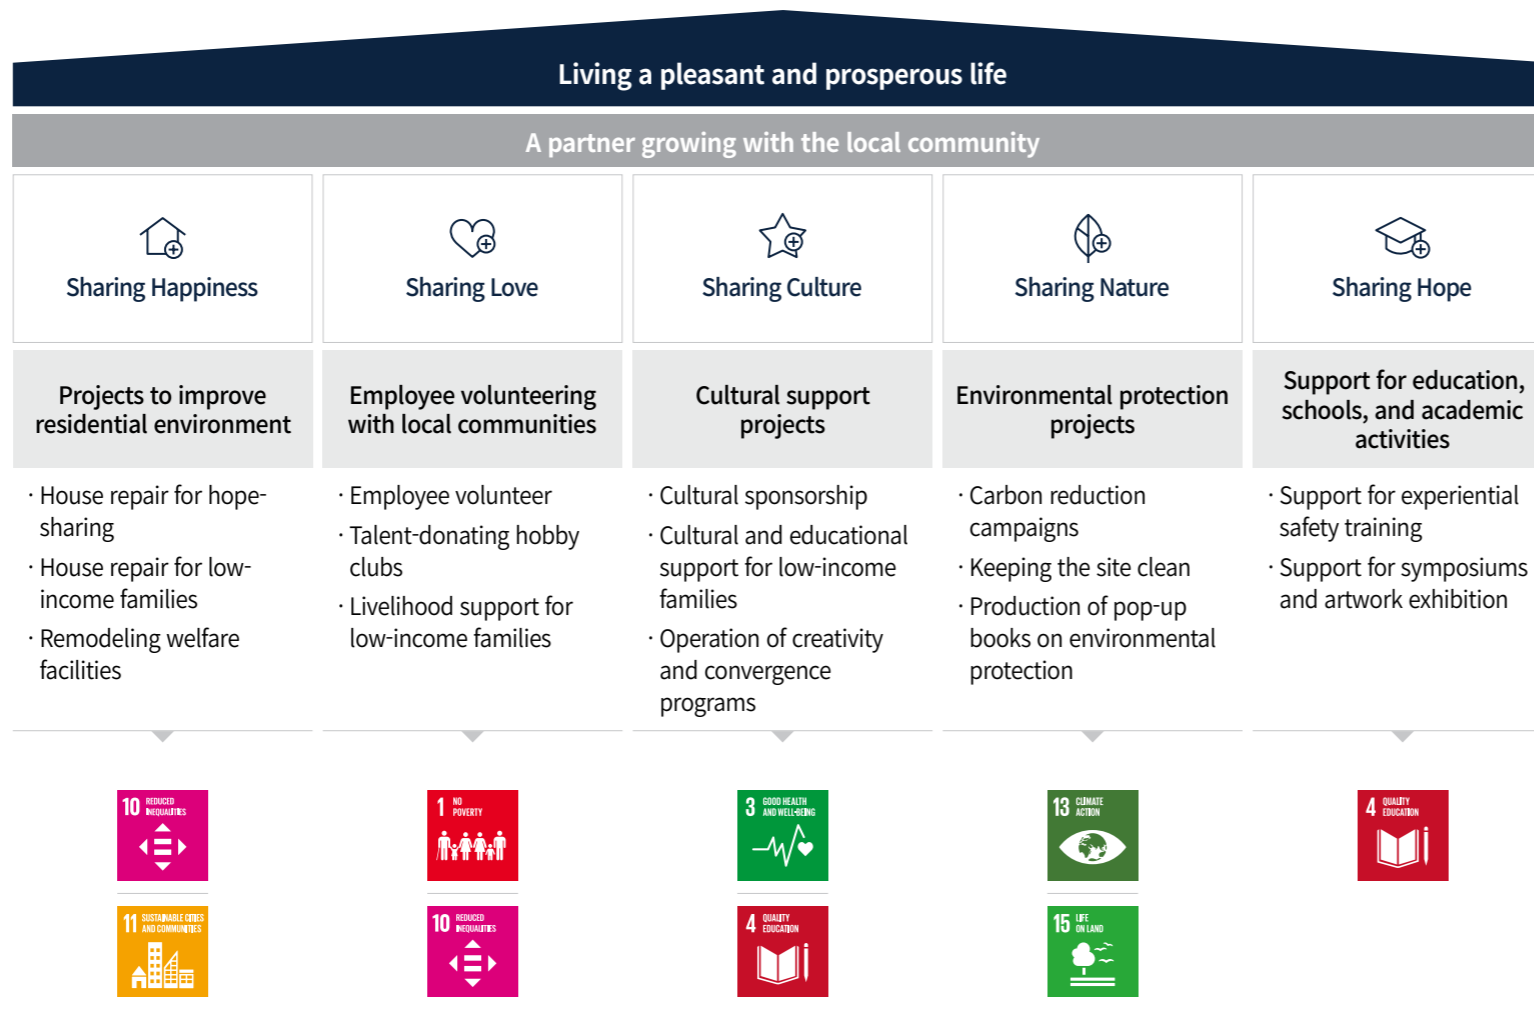 Living a pleasant and prosperous life
A partner growing with the local community
Sharing Happiness
Sharing Love
Sharing Culture
Sharing Nature
Sharing Hope
Projects to improve
residential environment
Employee volunteering
with local communities
Cultural support
projects
Environmental protection
projects
Support for education,
schools, and academic
activities
· House repair for hope-
sharing
· House repair for low-
income families
· Remodeling welfare
facilities
· Employee volunteer
· Talent-donating hobby
clubs
· Livelihood support for
low-income families
· Cultural sponsorship
· Cultural and educational
support for low-income
families
· Operation of creativity
and convergence
programs
· Carbon reduction
campaigns
· Keeping the site clean
· Production of pop-up
books on environmental
protection
· Support for experiential
safety training
· Support for symposiums
and artwork exhibition
10 REDUCED
INEQUALITIES
11 SUSTAINABLE CITIES
AND COMMUNITIES
1 NO
POVERTY
10 REDUCED
INEQUALITIES
3 GOOD HEALTH
AND WELL-BEING
4 QUALITY
EDUCATION
13 CLIMATE
ACTION
15 LIFE
ON LAND
4 QUALITY
EDUCATION